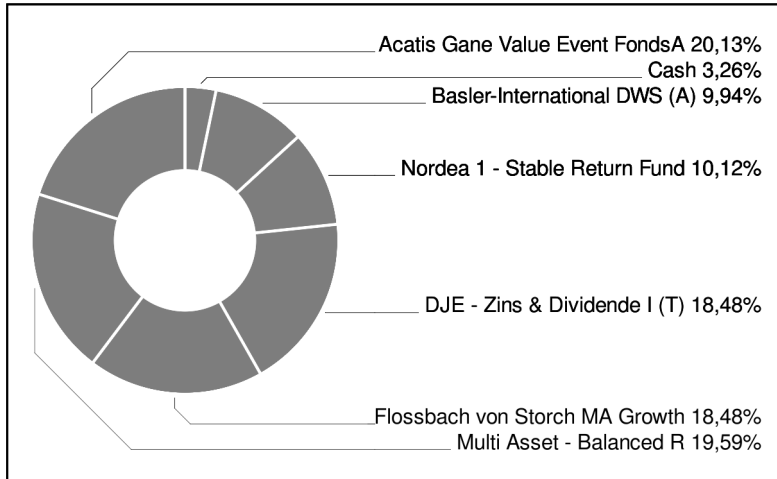 Acatis Gane Value Event FondsA 20,13%
Cash 3,26%
Basler-International DWS (A) 9,94%
Nordea 1 - Stable Return Fund 10,12%
DJE - Zins & Dividende I (T) 18,48%
Flossbach von Storch MA Growth 18,48%
Multi Asset - Balanced R 19,59%